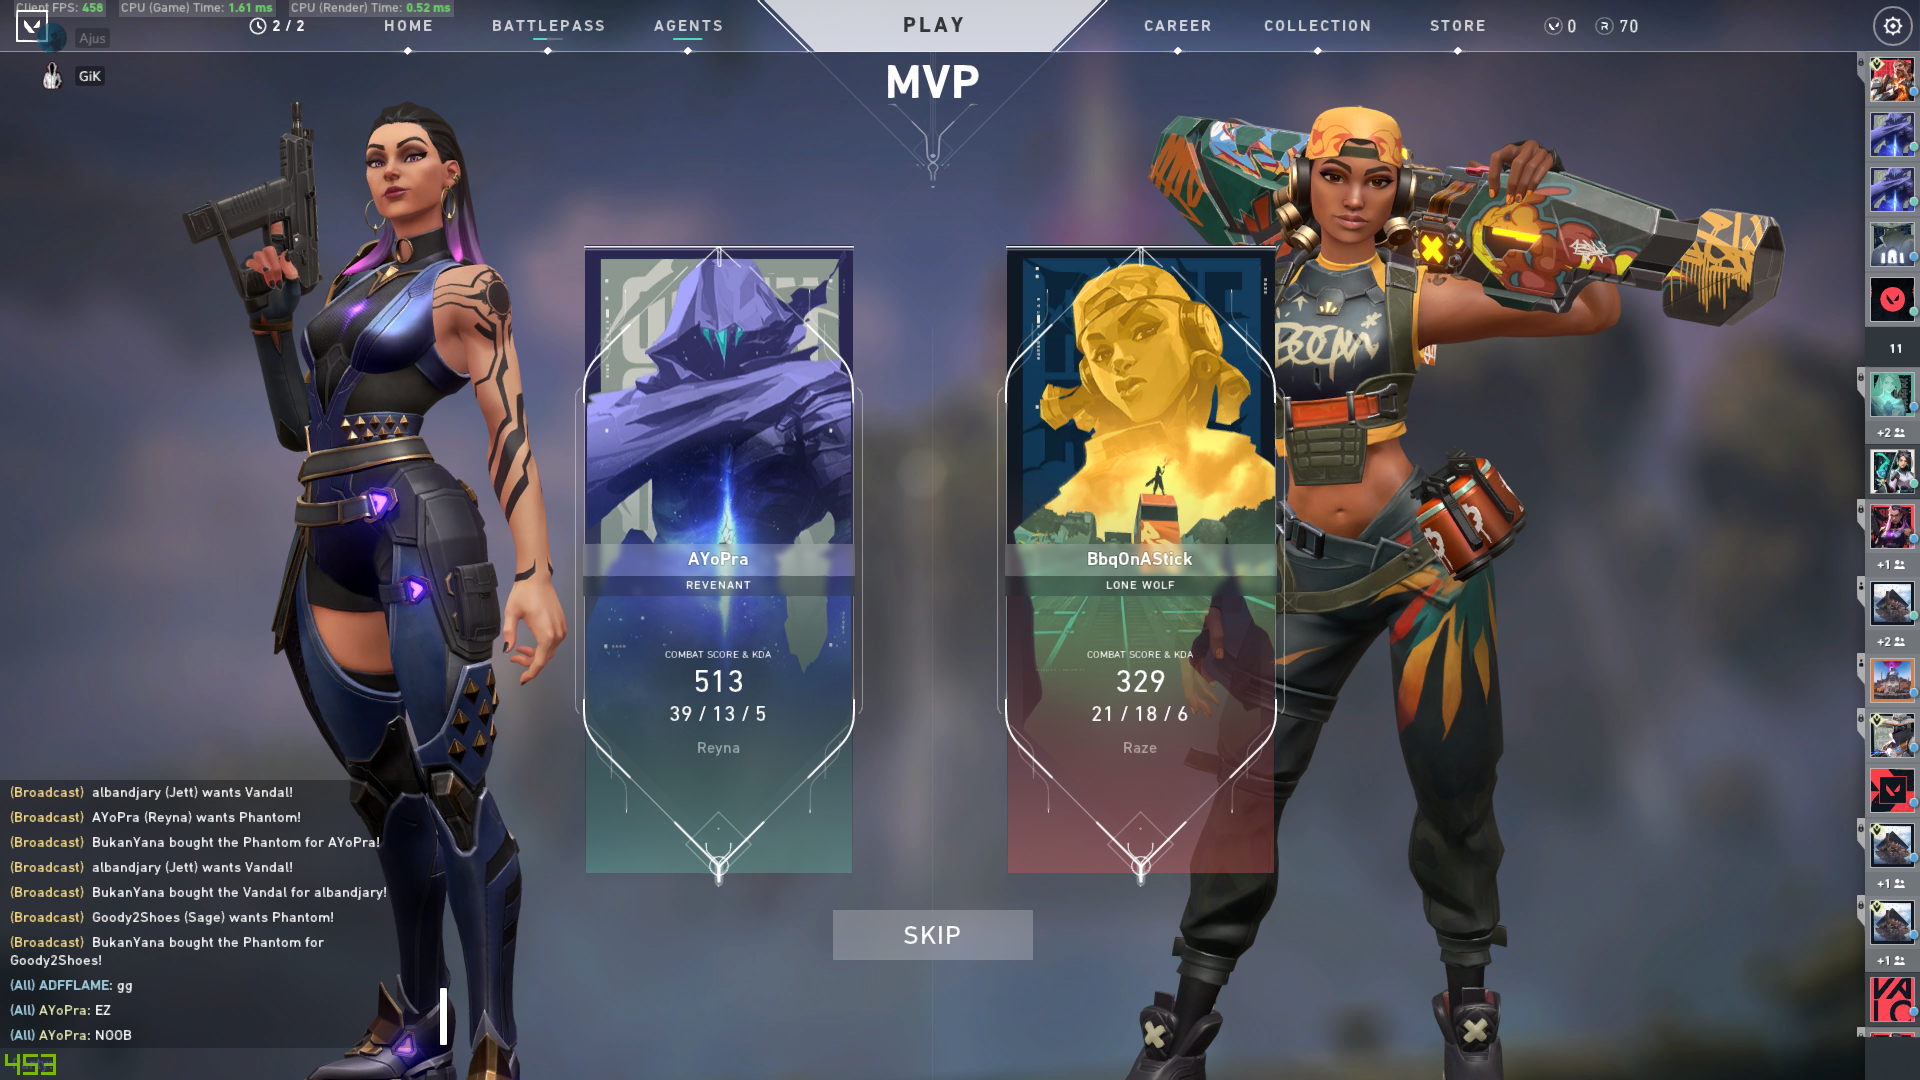 Client FPS: 458
CPU (Game) Time: 1.61 ms
CPU (Render) Time: 0.52 ms
Ajus
2 / 2
HOME
BATTLEPASS
AGENTS
PLAY
CAREER
COLLECTION
STORE
0
70
GiK
MVP
AYoPra
REVENANT
COMBAT SCORE & KDA
513
39 / 13 / 5
Reyna
BOOM
BbqOnAStick
LONE WOLF
COMBAT SCORE & KDA
329
21 / 18 / 6
Raze
SKIP
11
+2
+1
+2
+1
+1
(Broadcast) albandjary (Jett) wants Vandal!
(Broadcast) AYoPra (Reyna) wants Phantom!
(Broadcast) BukanYana bought the Phantom for AYoPra!
(Broadcast) albandjary (Jett) wants Vandal!
(Broadcast) BukanYana bought the Vandal for albandjary!
(Broadcast) Goody2Shoes (Sage) wants Phantom!
(Broadcast) BukanYana bought the Phantom for
Goody2Shoes!
(All) ADFFLAME: gg
(All) AYoPra: EZ
(All) AYoPra: NOOB
453